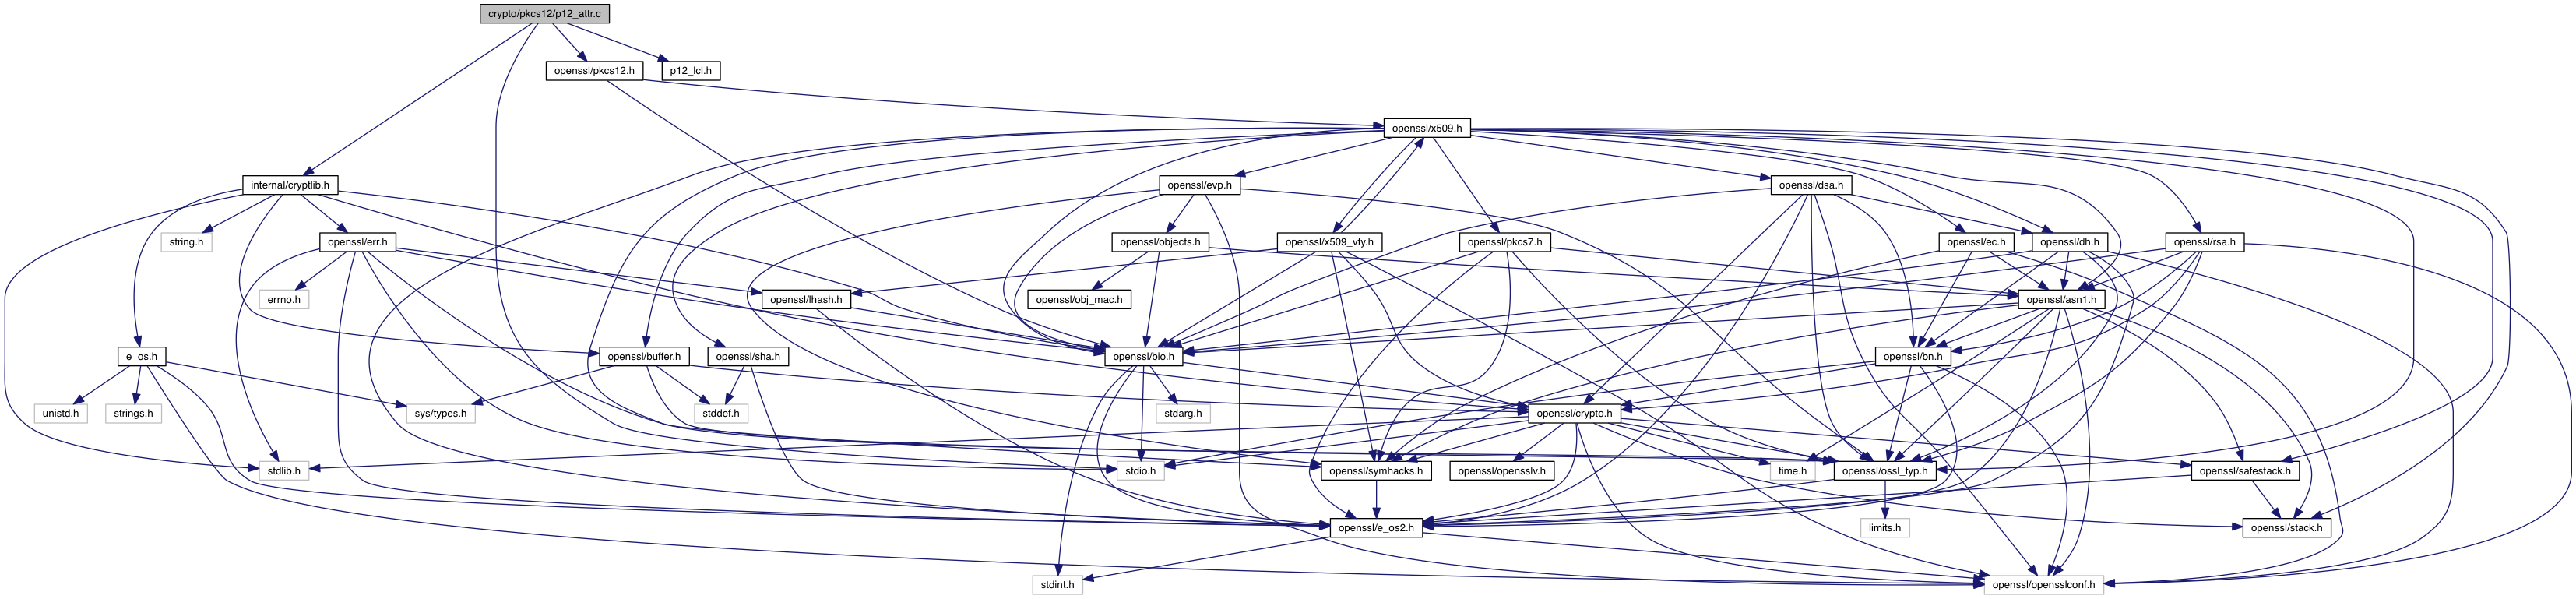 crypto/pkcs12/p12_attr.c
openssl/pkcs12.h
p12_lcl.h
openssl/x509.h
internal/cryptlib.h
openssl/evp.h
openssl/dsa.h
string.h
openssl/err.h
openssl/objects.h
openssl/x509_vfy.h
openssl/pkcs7.h
openssl/ec.h
openssl/dh.h
openssl/rsa.h
errno.h
openssl/lhash.h
openssl/obj_mac.h
openssl/asn1.h
e_os.h
openssl/buffer.h
openssl/sha.h
openssl/bio.h
openssl/bn.h
unistd.h
strings.h
sys/types.h
stddef.h
stdarg.h
openssl/crypto.h
stdlib.h
stdio.h
openssl/symhacks.h
openssl/opensslv.h
time.h
openssl/ossl_typ.h
openssl/safestack.h
openssl/e_os2.h
limits.h
openssl/stack.h
stdint.h
openssl/opensslconf.h